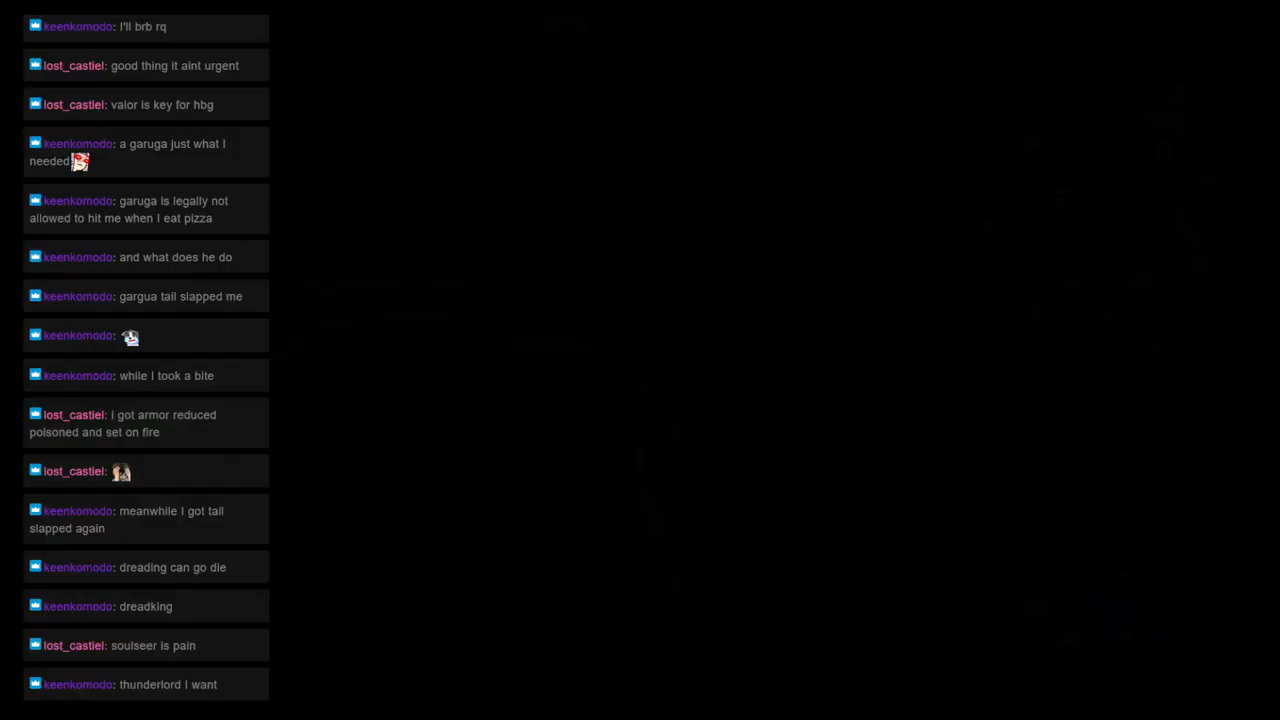 keenkomodo: I'll brb rq
lost_castiel: good thing it aint urgent
lost_castiel: valor is key for hbg
keenkomodo: a garuga just what I
needed
keenkomodo: garuga is legally not
allowed to hit me when I eat pizza
keenkomodo: and what does he do
keenkomodo: gargua tail slapped me
keenkomodo:
keenkomodo: while I took a bite
lost_castiel: i got armor reduced
poisoned and set on fire
lost_castiel:
keenkomodo: meanwhile I got tail
slapped again
keenkomodo: dreading can go die
keenkomodo: dreadking
lost_castiel: soulseer is pain
keenkomodo: thunderlord I want